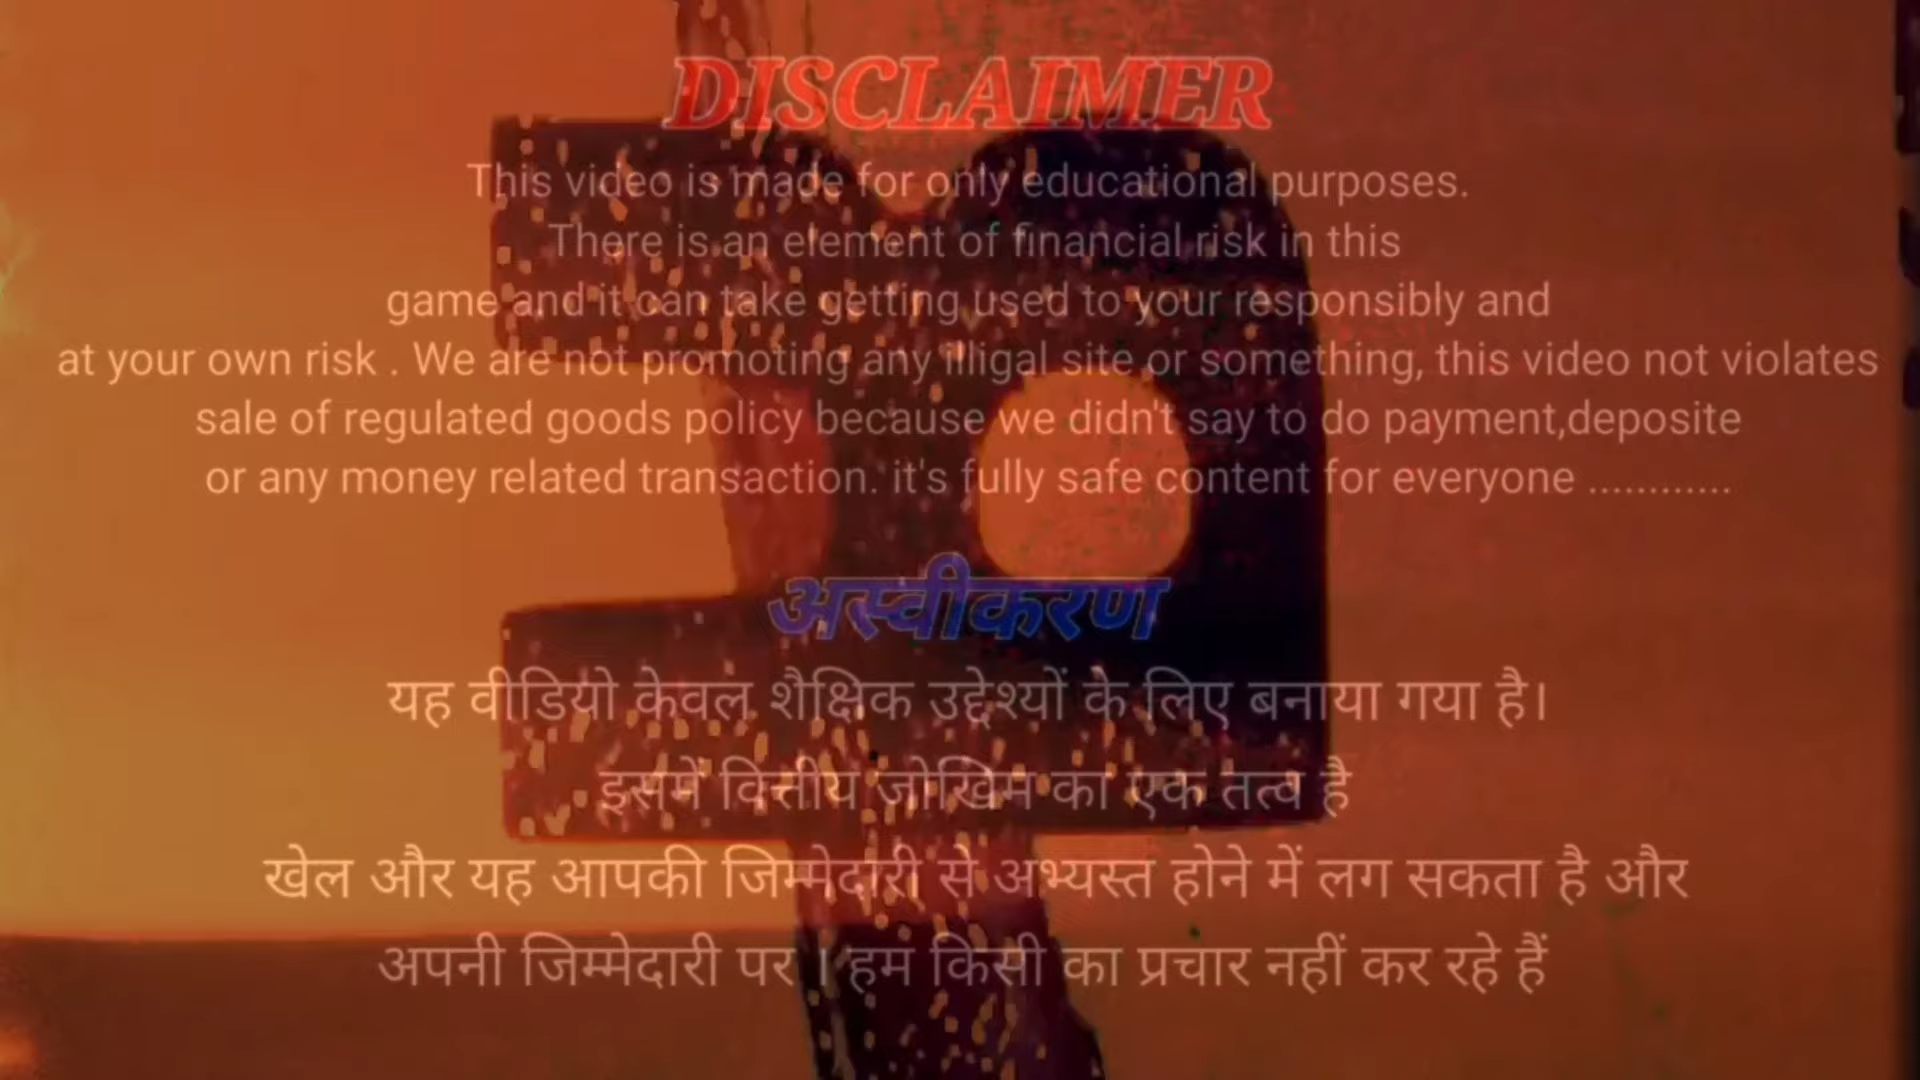 DISCLAIMER
This video is made for only educational purposes.
There is an element of financial risk in this
game and it can take getting used to your responsibly and
at your own risk . We are not promoting any illigal site or something, this video not violates
sale of regulated goods policy because we didn't say to do payment,deposite
or any money related transaction. it's fully safe content for everyone ............
अस्वीकरण
यह वीडियो केवल शैक्षिक उद्देश्यों के लिए बनाया गया है।
इसमें वित्तीय जोखिम का एक तत्व है
खेल और यह आपकी जिम्मेदारी से अभ्यस्त होने में लग सकता है और
अपनी जिम्मेदारी पर । हम किसी का प्रचार नहीं कर रहे हैं